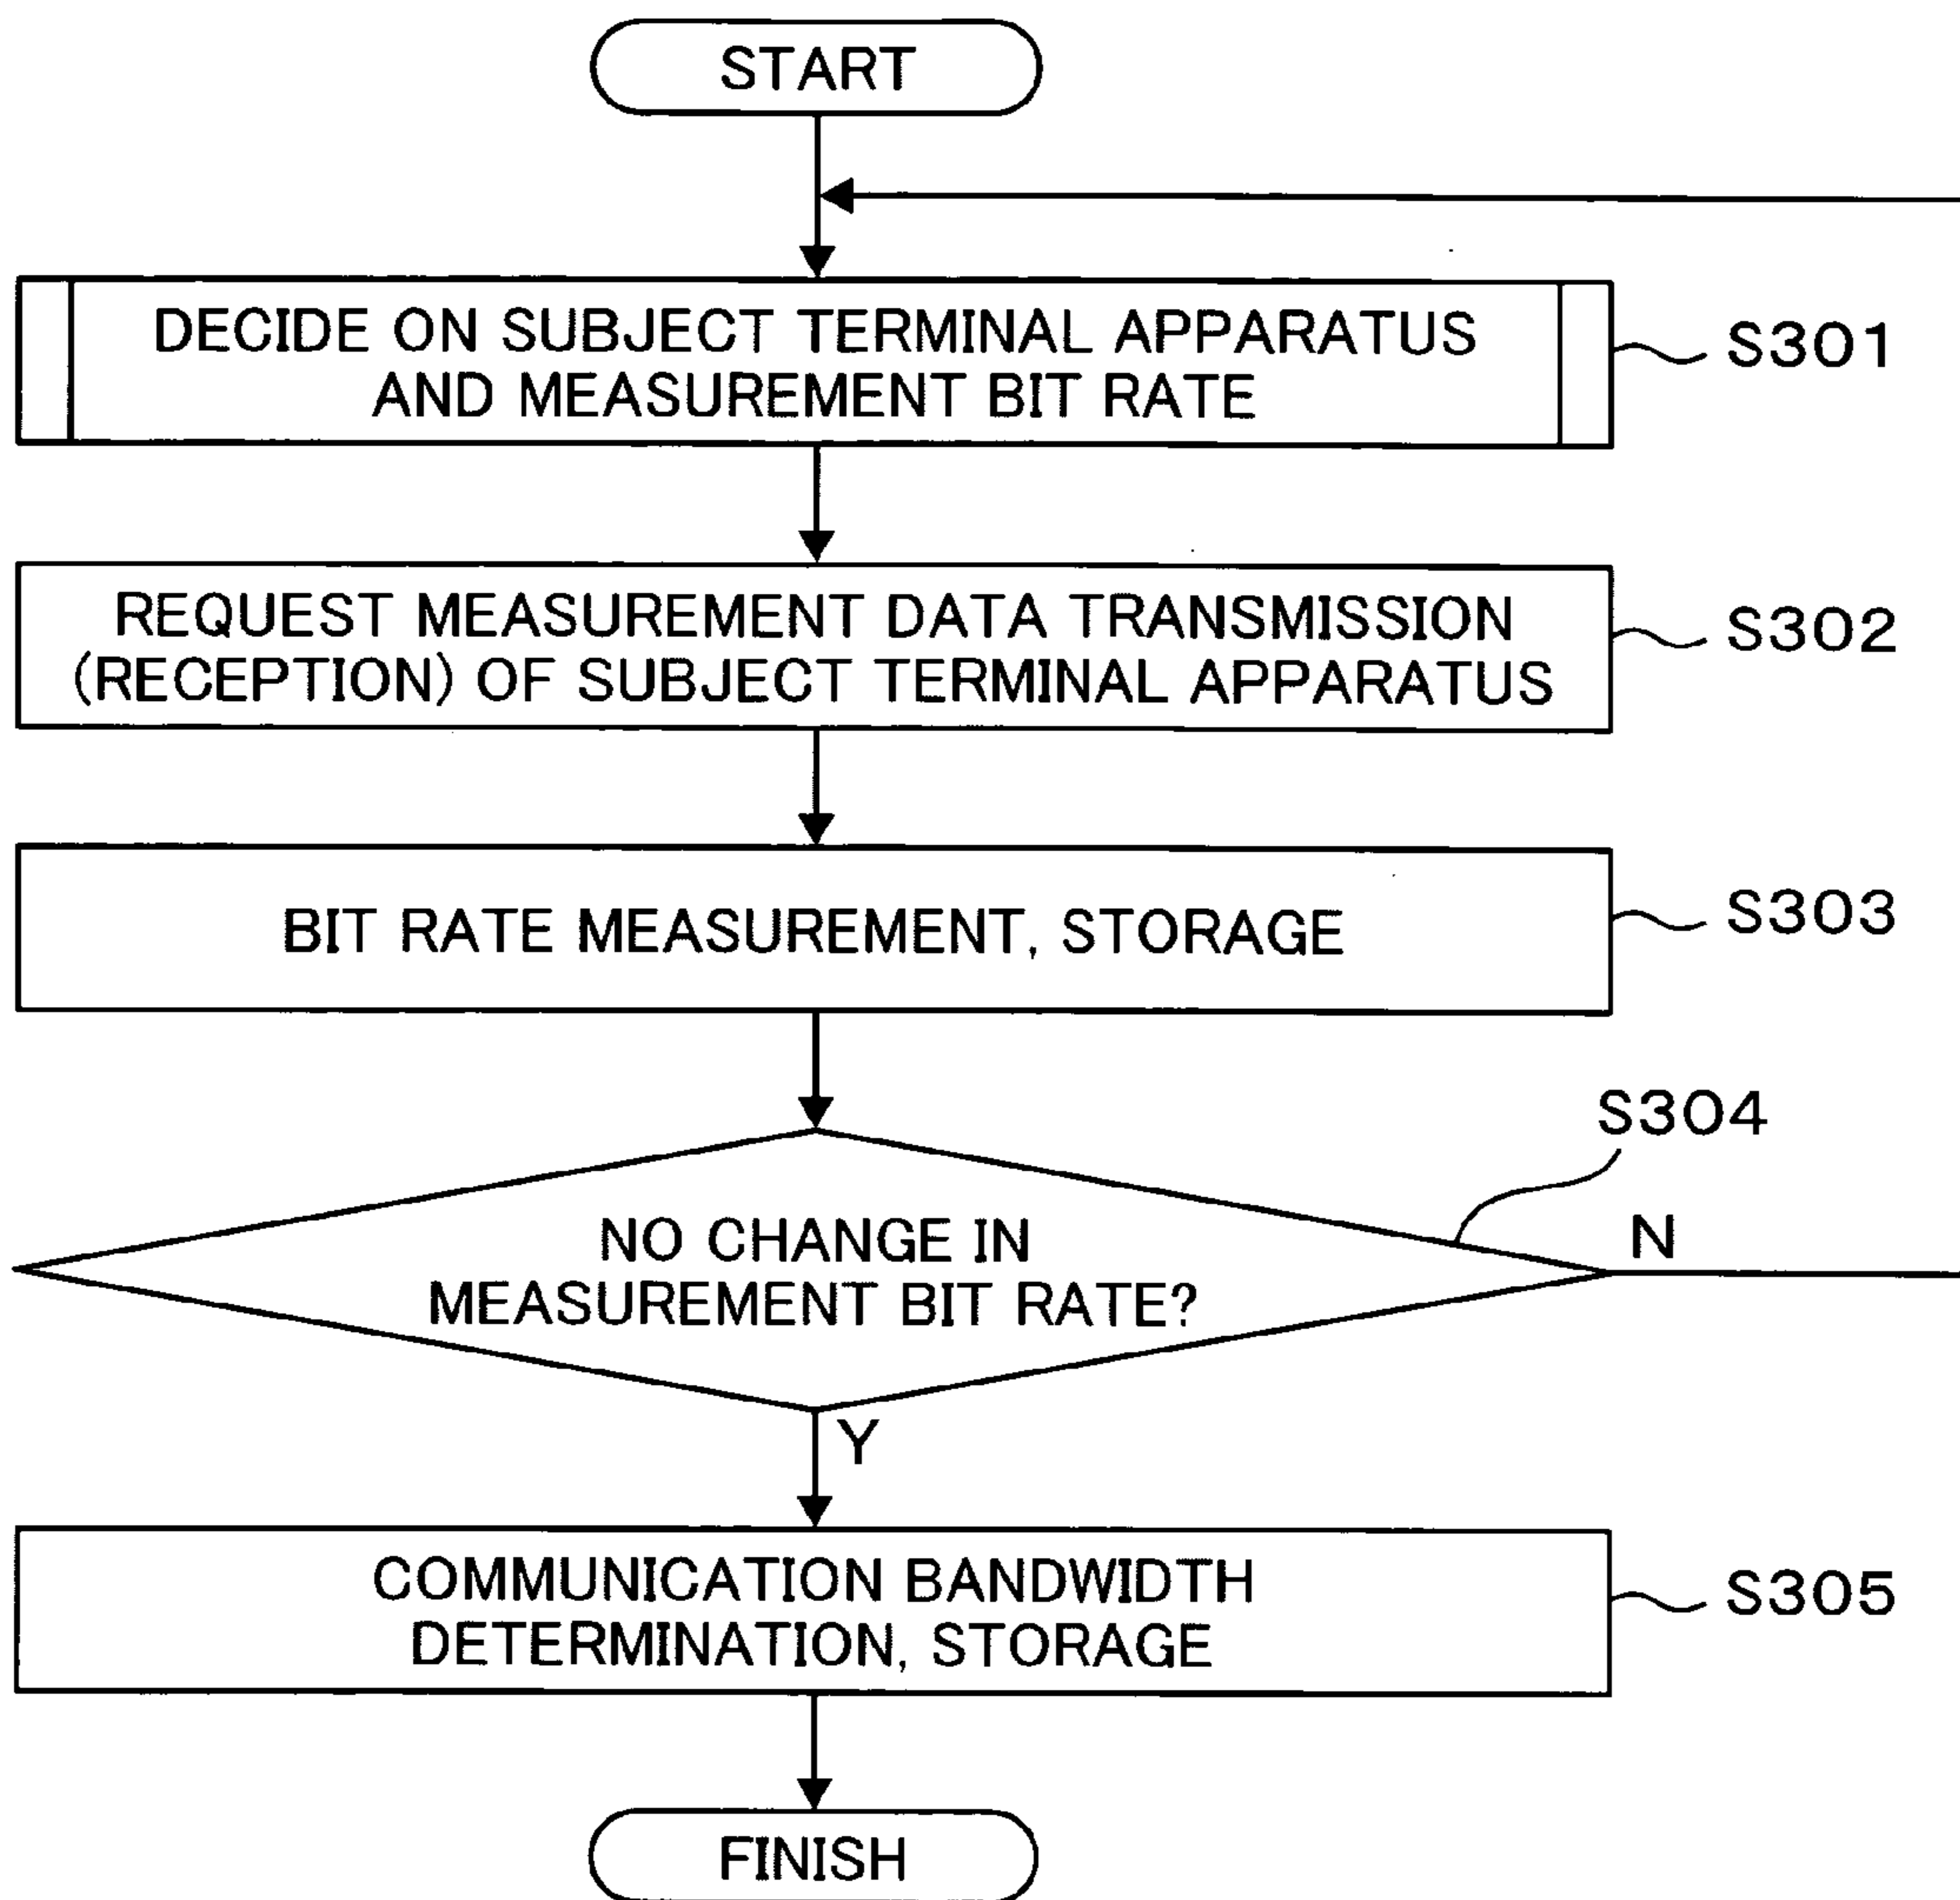 START
DECIDE ON SUBJECT TERMINAL APPARATUS
AND MEASUREMENT BIT RATE
S301
REQUEST MEASUREMENT DATA TRANSMISSION
(RECEPTION) OF SUBJECT TERMINAL APPARATUS
S302
BIT RATE MEASUREMENT, STORAGE
S303
S304
NO CHANGE IN
MEASUREMENT BIT RATE?
N
Y
COMMUNICATION BANDWIDTH
DETERMINATION, STORAGE
S305
FINISH